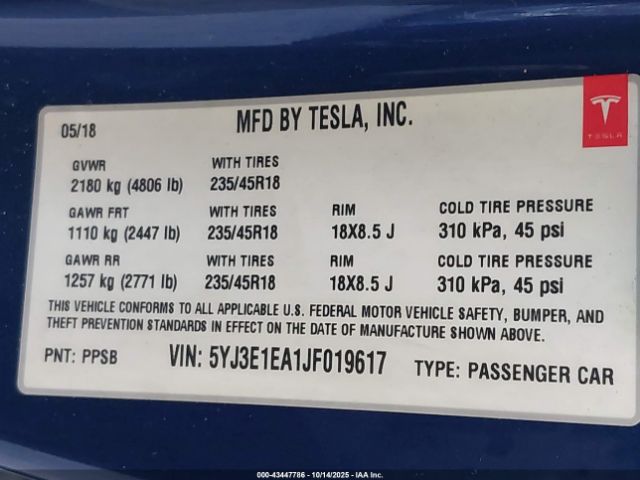 MFD BY TESLA, INC.
05/18
TESLA
GVWR WITH TIRES
2180 kg (4806 lb) 235/45R18
GAWR FRT WITH TIRES RIM COLD TIRE PRESSURE
1110 kg (2447 lb) 235/45R18 18X8.5 J 310 kPa, 45 psi
GAWR RR WITH TIRES RIM COLD TIRE PRESSURE
1257 kg (2771 lb) 235/45R18 18X8.5 J 310 kPa, 45 psi
THIS VEHICLE CONFORMS TO ALL APPLICABLE U.S. FEDERAL MOTOR VEHICLE SAFETY, BUMPER, AND
THEFT PREVENTION STANDARDS IN EFFECT ON THE DATE OF MANUFACTURE SHOWN ABOVE.
PNT: PPSB VIN: 5YJ3E1EA1JF019617 TYPE: PASSENGER CAR
000-43447786 - 10/14/2025 - IAA Inc.